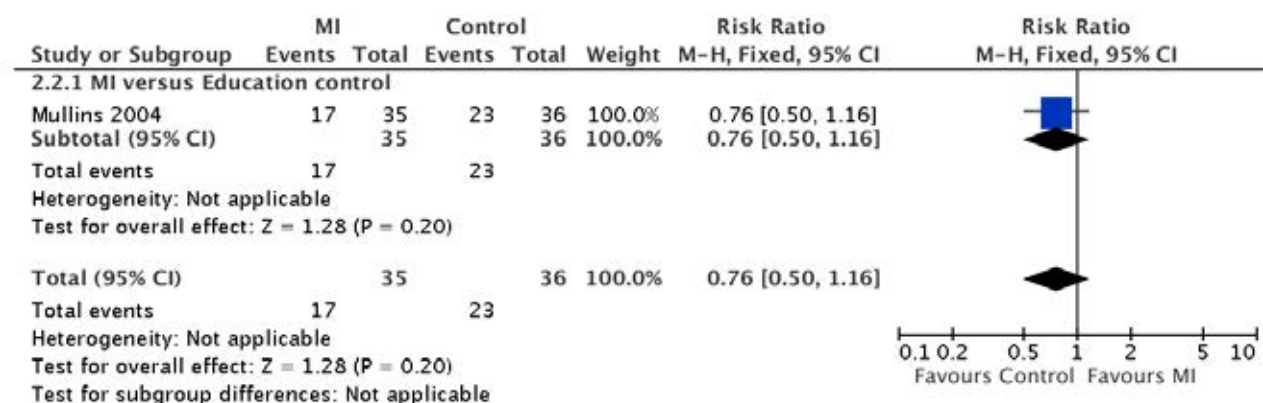 MI Control Risk Ratio Risk Ratio
Study or Subgroup Events Total Events Total Weight M-H, Fixed, 95% CI M-H, Fixed, 95% CI
2.2.1 MI versus Education control
Mullins 2004 17 35 23 36 100.0% 0.76 [0.50, 1.16]
Subtotal (95% CI) 35 36 100.0% 0.76 [0.50, 1.16]
Total events 17 23
Heterogeneity: Not applicable
Test for overall effect: Z = 1.28 (P = 0.20)
Total (95% CI) 35 36 100.0% 0.76 [0.50, 1.16]
Total events 17 23
Heterogeneity: Not applicable
Test for overall effect: Z = 1.28 (P = 0.20)
Test for subgroup differences: Not applicable
0.1 0.2 0.5 1 2 5 10
Favours Control Favours MI